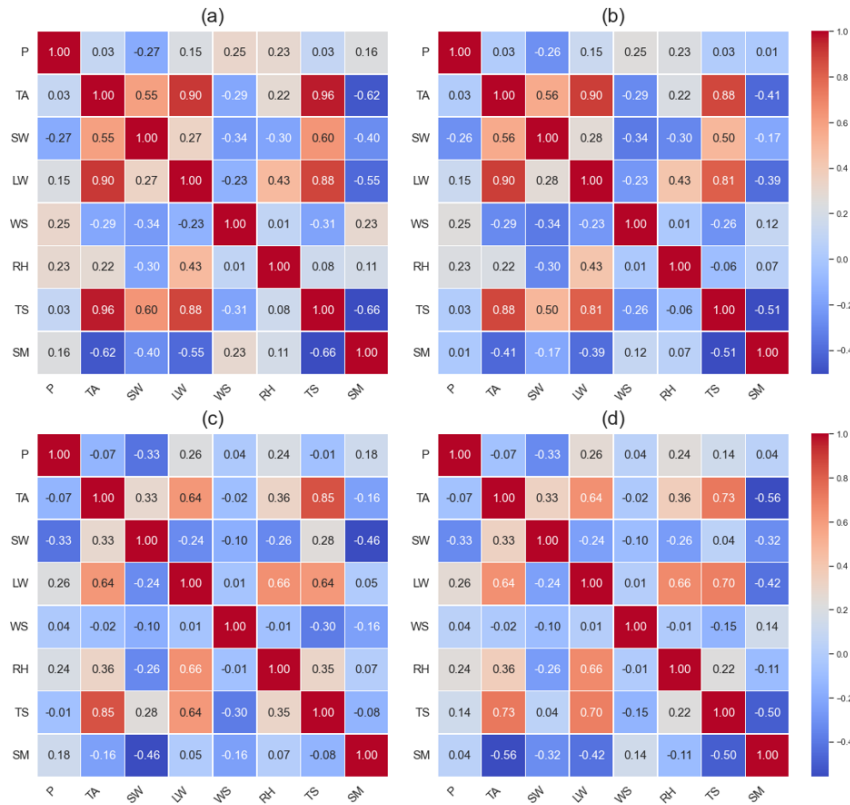 (a)
P 1.00 0.03 -0.27 0.15 0.25 0.23 0.03 0.16
TA 0.03 1.00 0.55 0.90 -0.29 0.22 0.96 -0.62
SW -0.27 0.55 1.00 0.27 -0.34 -0.30 0.60 -0.40
LW 0.15 0.90 0.27 1.00 -0.23 0.43 0.88 -0.55
WS 0.25 -0.29 -0.34 -0.23 1.00 0.01 -0.31 0.23
RH 0.23 0.22 -0.30 0.43 0.01 1.00 0.08 0.11
TS 0.03 0.96 0.60 0.88 -0.31 0.08 1.00 -0.66
SM 0.16 -0.62 -0.40 -0.55 0.23 0.11 -0.66 1.00
P TA SW LW WS RH TS SM
(b)
P 1.00 0.03 -0.26 0.15 0.25 0.23 0.03 0.01
TA 0.03 1.00 0.56 0.90 -0.29 0.22 0.88 -0.41
SW -0.26 0.56 1.00 0.28 -0.34 -0.30 0.50 -0.17
LW 0.15 0.90 0.28 1.00 -0.23 0.43 0.81 -0.39
WS 0.25 -0.29 -0.34 -0.23 1.00 0.01 -0.26 0.12
RH 0.23 0.22 -0.30 0.43 0.01 1.00 -0.06 0.07
TS 0.03 0.88 0.50 0.81 -0.26 -0.06 1.00 -0.51
SM 0.01 -0.41 -0.17 -0.39 0.12 0.07 -0.51 1.00
P TA SW LW WS RH TS SM
1.0
0.8
0.6
0.4
0.2
0.0
-0.2
-0.4
(c)
P 1.00 -0.07 -0.33 0.26 0.04 0.24 -0.01 0.18
TA -0.07 1.00 0.33 0.64 -0.02 0.36 0.85 -0.16
SW -0.33 0.33 1.00 -0.24 -0.10 -0.26 0.28 -0.46
LW 0.26 0.64 -0.24 1.00 0.01 0.66 0.64 0.05
WS 0.04 -0.02 -0.10 0.01 1.00 -0.01 -0.30 -0.16
RH 0.24 0.36 -0.26 0.66 -0.01 1.00 0.35 0.07
TS -0.01 0.85 0.28 0.64 -0.30 0.35 1.00 -0.08
SM 0.18 -0.16 -0.46 0.05 -0.16 0.07 -0.08 1.00
P TA SW LW WS RH TS SM
(d)
P 1.00 -0.07 -0.33 0.26 0.04 0.24 0.14 0.04
TA -0.07 1.00 0.33 0.64 -0.02 0.36 0.73 -0.56
SW -0.33 0.33 1.00 -0.24 -0.10 -0.26 0.04 -0.32
LW 0.26 0.64 -0.24 1.00 0.01 0.66 0.70 -0.42
WS 0.04 -0.02 -0.10 0.01 1.00 -0.01 -0.15 0.14
RH 0.24 0.36 -0.26 0.66 -0.01 1.00 0.22 -0.11
TS 0.14 0.73 0.04 0.70 -0.15 0.22 1.00 -0.50
SM 0.04 -0.56 -0.32 -0.42 0.14 -0.11 -0.50 1.00
P TA SW LW WS RH TS SM
1.0
0.8
0.6
0.4
0.2
0.0
-0.2
-0.4